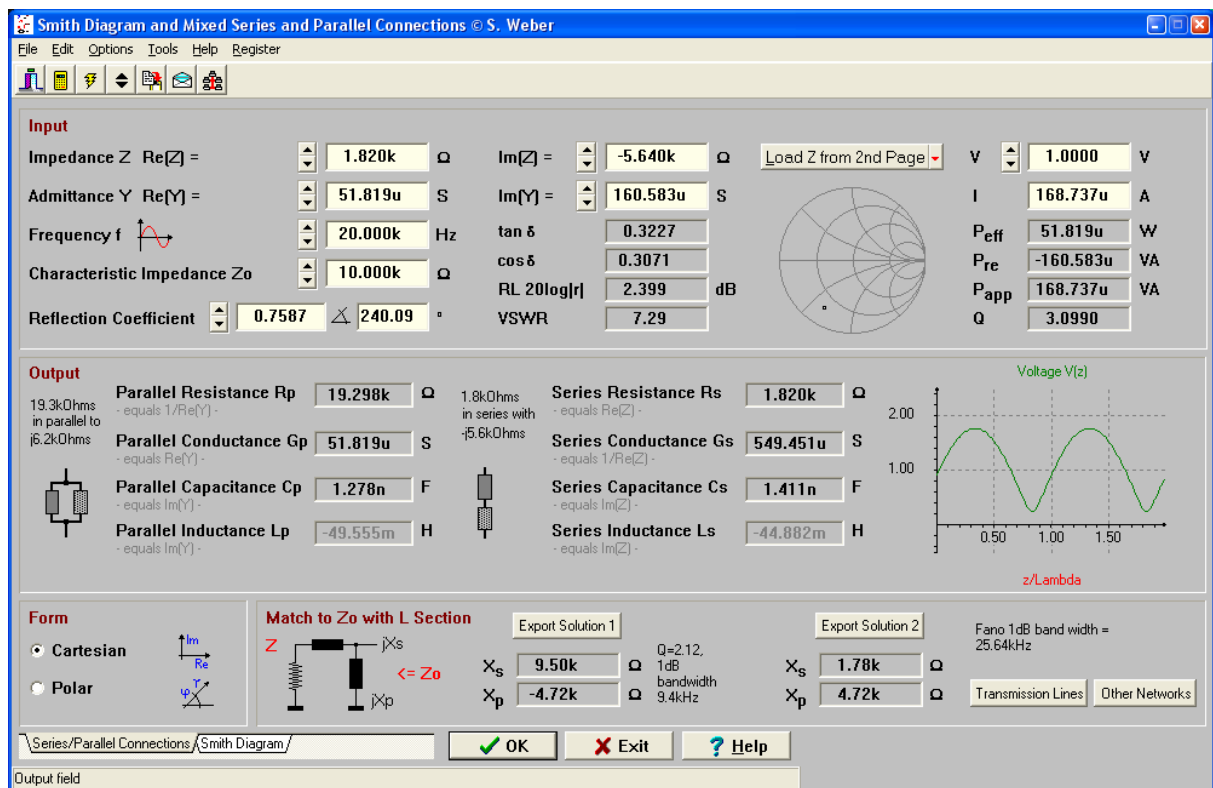 Smith Diagram and Mixed Series and Parallel Connections © S. Weber
File Edit Options Tools Help Register
Input
Impedance Z Re(Z) = 1.820k Ω Im(Z) = -5.640k Ω Load Z from 2nd Page V 1.0000 V
Admittance Y Re(Y) = 51.819u S Im(Y) = 160.583u S I 168.737u A
Frequency f 20.000k Hz tan δ 0.3227 Peff 51.819u W
cos δ 0.3071 Pre -160.583u VA
Characteristic Impedance Zo 10.000k Ω RL 20log|r| 2.399 dB Papp 168.737u VA
Reflection Coefficient 0.7587 ∡ 240.09 ° VSWR 7.29 Q 3.0990
Output
19.3kOhms
in parallel to
j6.2kOhms
Parallel Resistance Rp 19.298k Ω
- equals 1/Re(Y) -
Parallel Conductance Gp 51.819u S
- equals Re(Y) -
Parallel Capacitance Cp 1.278n F
- equals Im(Y) -
Parallel Inductance Lp -49.555m H
- equals Im(Y) -
1.8kOhms
in series with
-j5.6kOhms
Series Resistance Rs 1.820k Ω
- equals Re(Z) -
Series Conductance Gs 549.451u S
- equals 1/Re(Z) -
Series Capacitance Cs 1.411n F
- equals Im(Z) -
Series Inductance Ls -44.882m H
- equals Im(Z) -
Voltage V(z)
2.00
1.00
0.50 1.00 1.50
z/Lambda
Form
Cartesian
Im
Re
Polar
φ r
Match to Zo with L Section
Z jXs
<= Zo
jXp
Export Solution 1
Xs 9.50k Ω
Xp -4.72k Ω
Q=2.12,
1dB
bandwidth
9.4kHz
Export Solution 2
Xs 1.78k Ω
Xp 4.72k Ω
Fano 1dB band width =
25.64kHz
Transmission Lines Other Networks
Series/Parallel Connections Smith Diagram
OK Exit Help
Output field